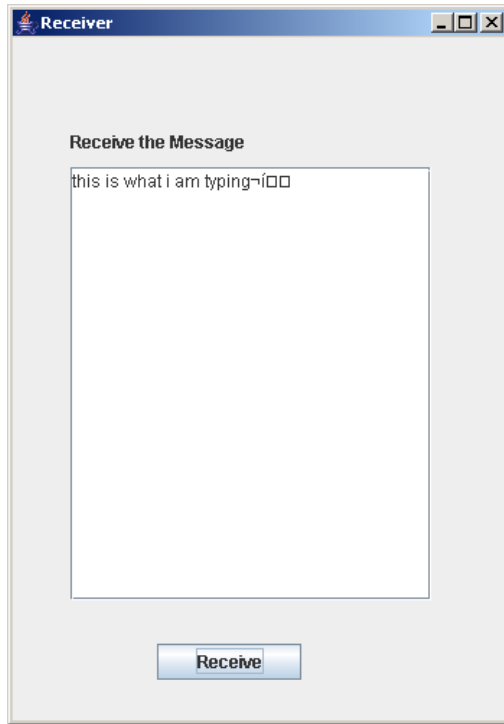 Receiver
Receive the Message
this is what i am typing¬í□□
Receive